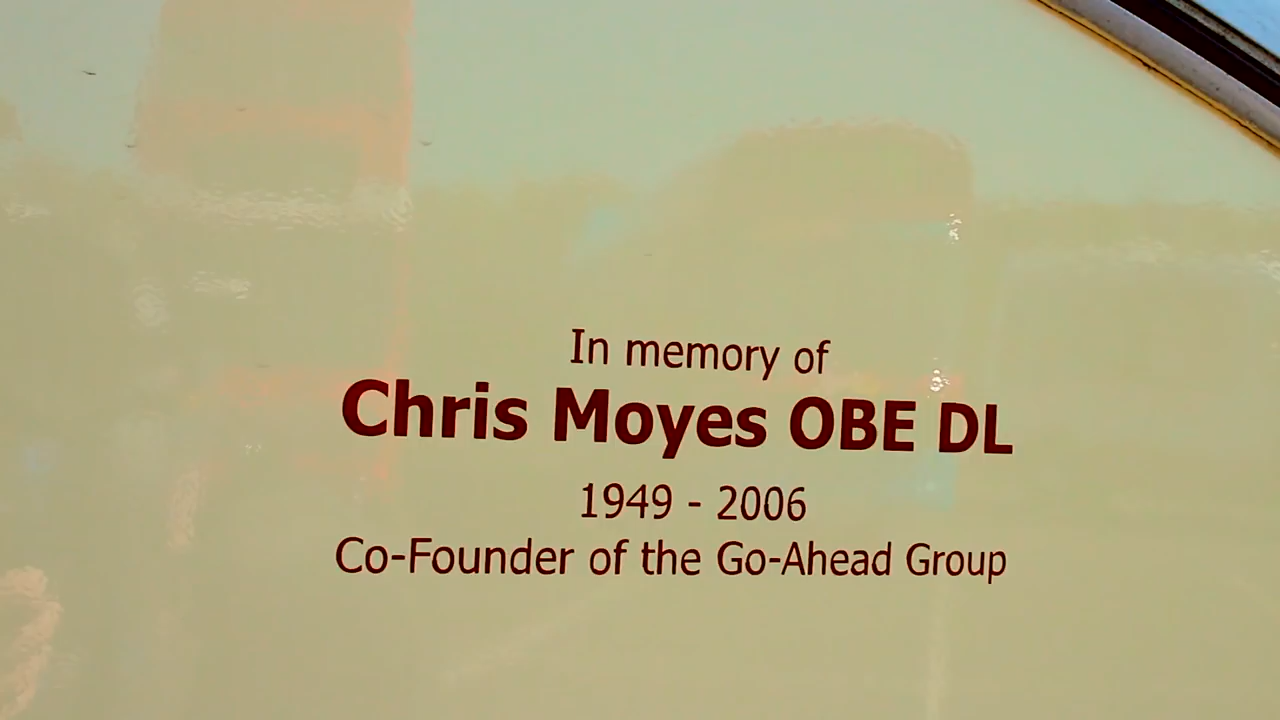 In memory of
Chris Moyes OBE DL
1949 - 2006
Co-Founder of the Go-Ahead Group